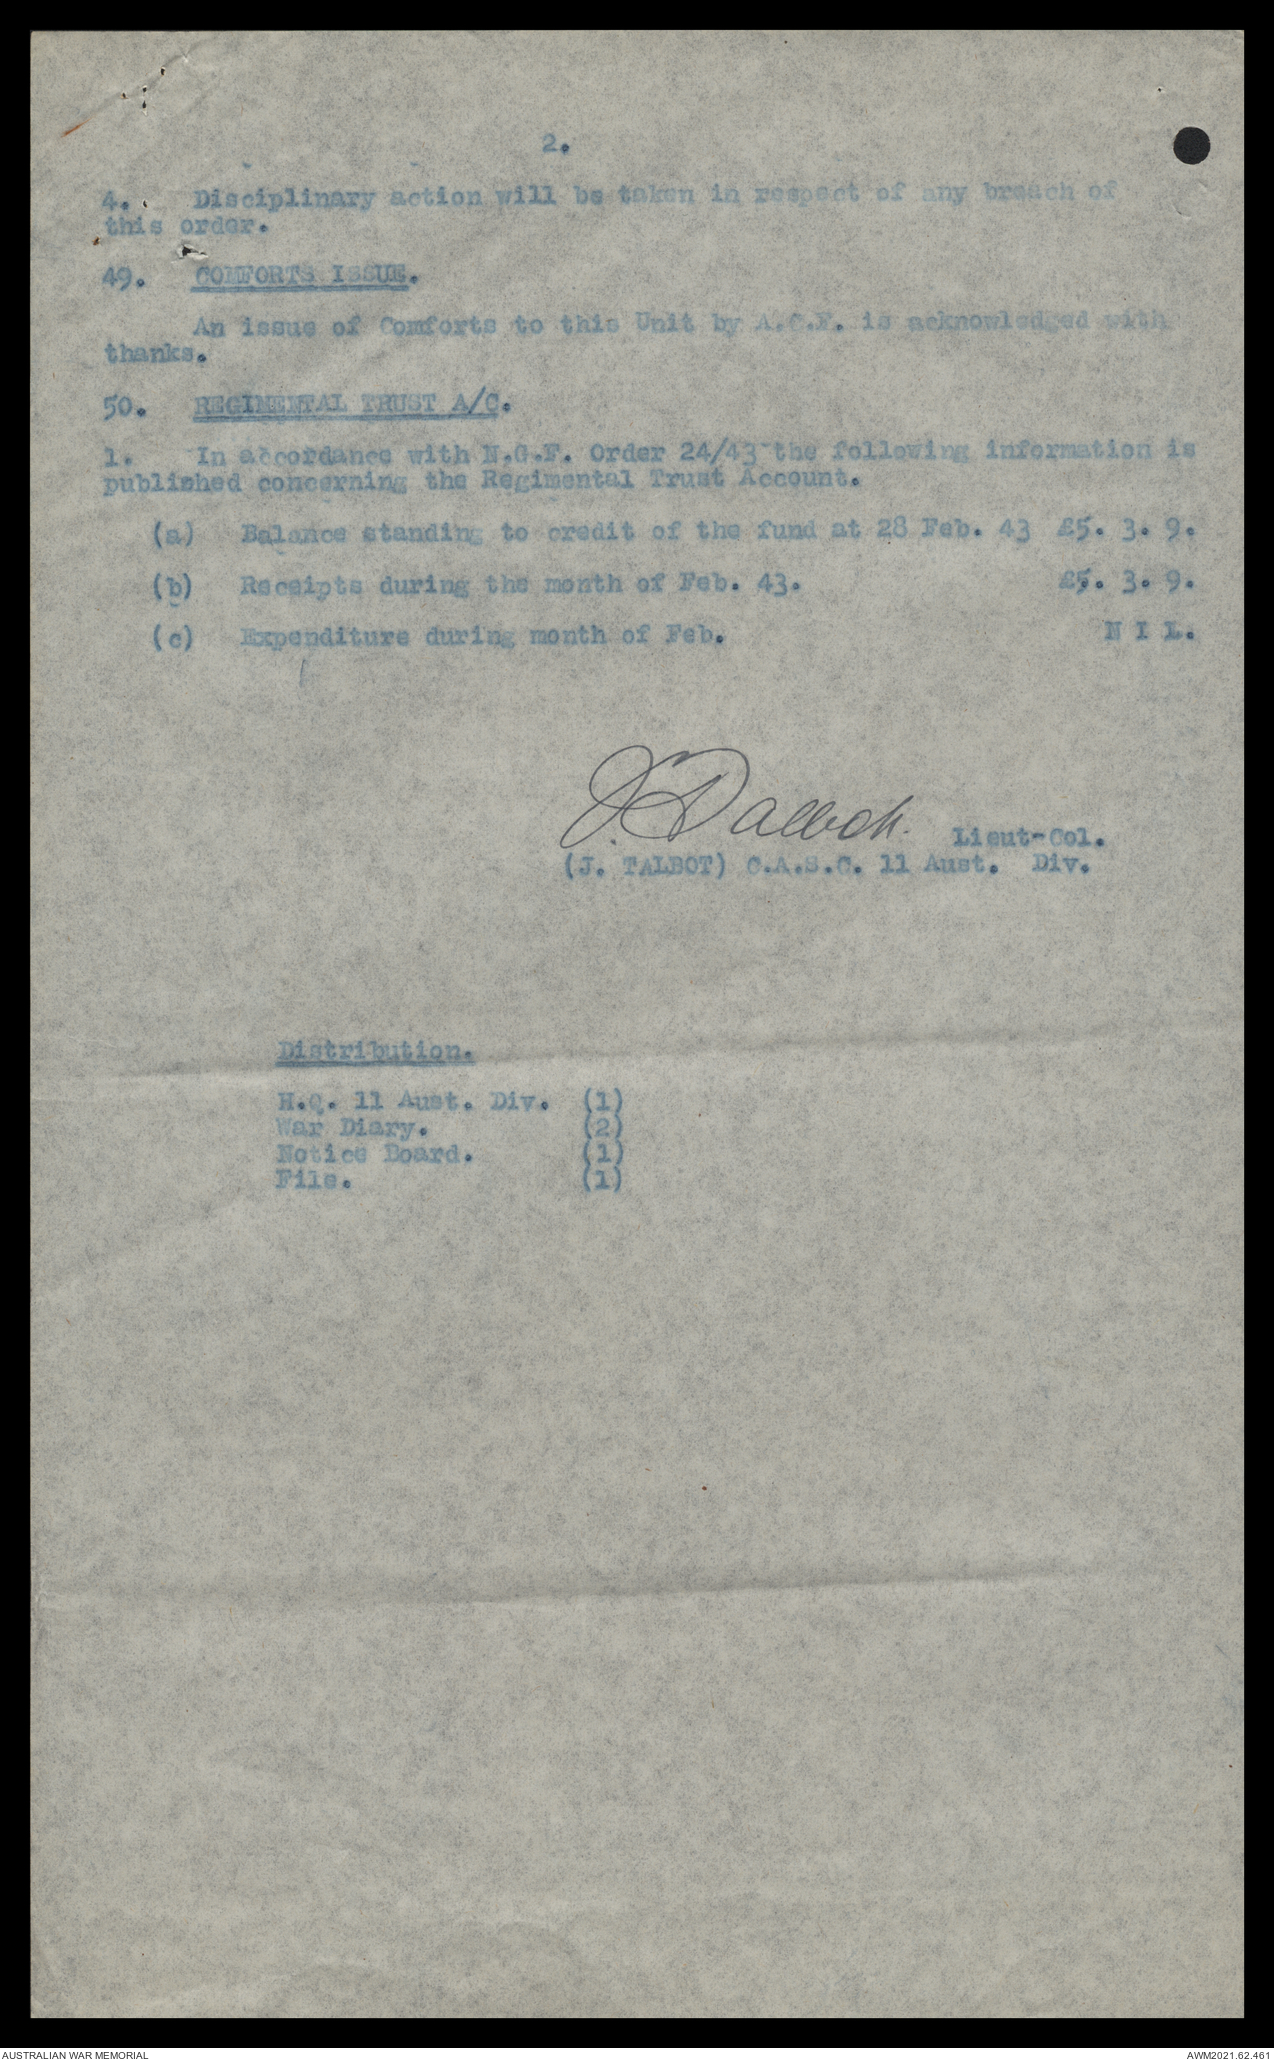 2.
4. Disciplinary action will be taken in respect of any breach of
this order.
49. COMFORTS ISSUE.
An issue of Comforts to this Unit by A.C.F. is acknowledged with
thanks.
50. REGIMENTAL TRUST A/C.
1. In accordance with N.G.F. Order 24/43 the following information is
published concerning the Regimental Trust Account.
(a) Balance standing to credit of the fund at 28 Feb. 43 £5. 3. 9.
(b) Receipts during the month of Feb. 43. £5. 3. 9.
(c) Expenditure during month of Feb. N I L.
J Talbot. Lieut-Col.
(J. TALBOT) C.A.S.C. 11 Aust. Div.
Distribution.
H.Q. 11 Aust. Div. (1)
War Diary. (2)
Notice Board. (1)
File. (1)
AUSTRALIAN WAR MEMORIAL AWM2021.62.461